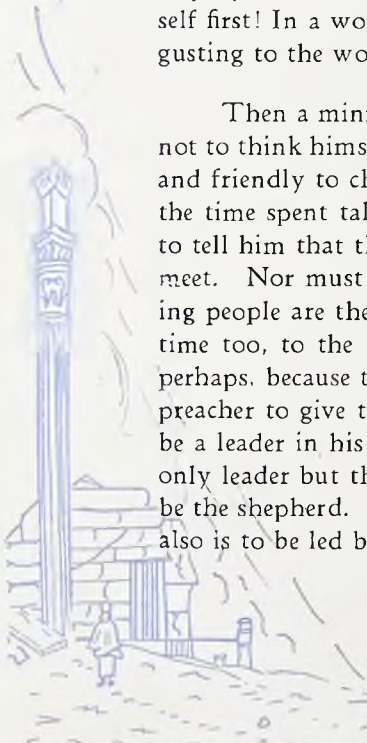 self first! In a wo
gusting to the wo
Then a mini
not to think hims
and friendly to ch
the time spent tal
to tell him that th
meet. Nor must
ing people are the
time too, to the
perhaps, because t
preacher to give t
be a leader in his
only leader but th
be the shepherd.
also is to be led b